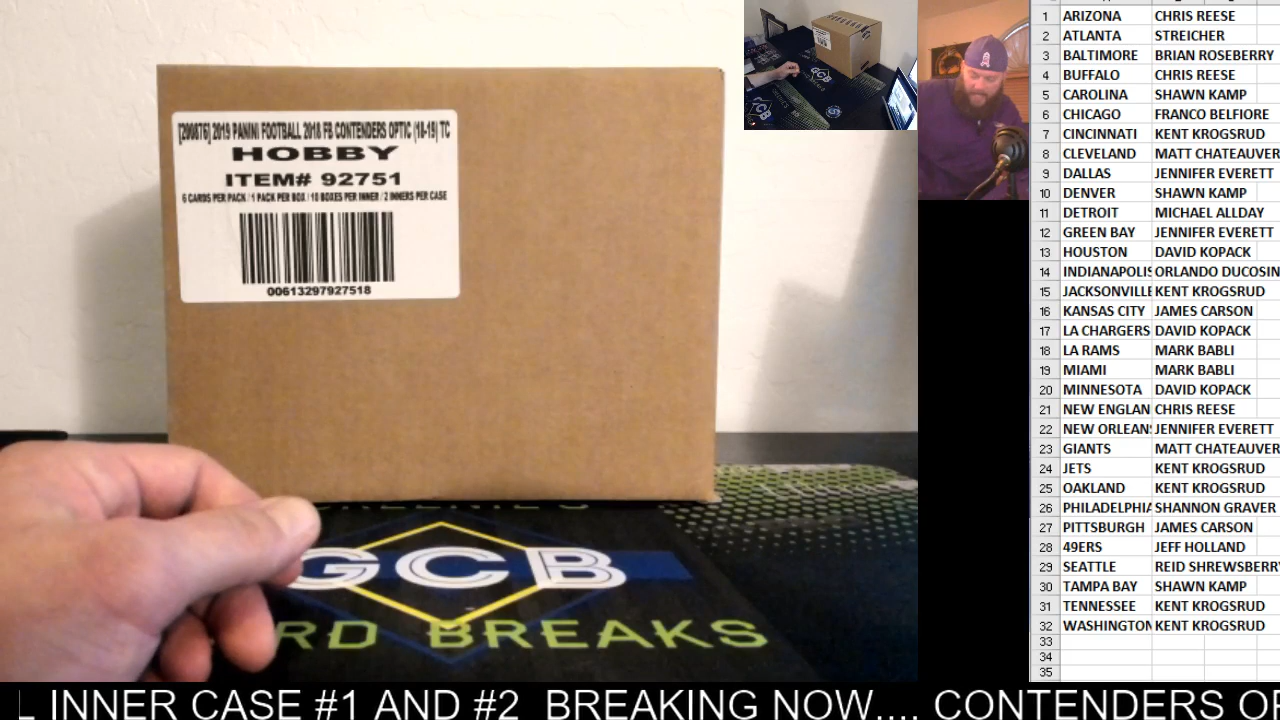 [200876] 2019 PANINI FOOTBALL 2018 FB CONTENDERS OPTIC (18-19) TC
HOBBY
ITEM# 92751
6 CARDS PER PACK / 1 PACK PER BOX / 10 BOXES PER INNER / 2 INNERS PER CASE
00613297927518
GCB
GCB
GCB
RD BREAKS
1 ARIZONA CHRIS REESE
2 ATLANTA STREICHER
3 BALTIMORE BRIAN ROSEBERRY
4 BUFFALO CHRIS REESE
5 CAROLINA SHAWN KAMP
6 CHICAGO FRANCO BELFIORE
7 CINCINNATI KENT KROGSRUD
8 CLEVELAND MATT CHATEAUVER
9 DALLAS JENNIFER EVERETT
10 DENVER SHAWN KAMP
11 DETROIT MICHAEL ALLDAY
12 GREEN BAY JENNIFER EVERETT
13 HOUSTON DAVID KOPACK
14 INDIANAPOLIS ORLANDO DUCOSIN
15 JACKSONVILLE KENT KROGSRUD
16 KANSAS CITY JAMES CARSON
17 LA CHARGERS DAVID KOPACK
18 LA RAMS MARK BABLI
19 MIAMI MARK BABLI
20 MINNESOTA DAVID KOPACK
21 NEW ENGLAN CHRIS REESE
22 NEW ORLEANS JENNIFER EVERETT
23 GIANTS MATT CHATEAUVER
24 JETS KENT KROGSRUD
25 OAKLAND KENT KROGSRUD
26 PHILADELPHIA SHANNON GRAVER
27 PITTSBURGH JAMES CARSON
28 49ERS JEFF HOLLAND
29 SEATTLE REID SHREWSBERRY
30 TAMPA BAY SHAWN KAMP
31 TENNESSEE KENT KROGSRUD
32 WASHINGTON KENT KROGSRUD
33
34
35
L INNER CASE #1 AND #2 BREAKING NOW.... CONTENDERS OP